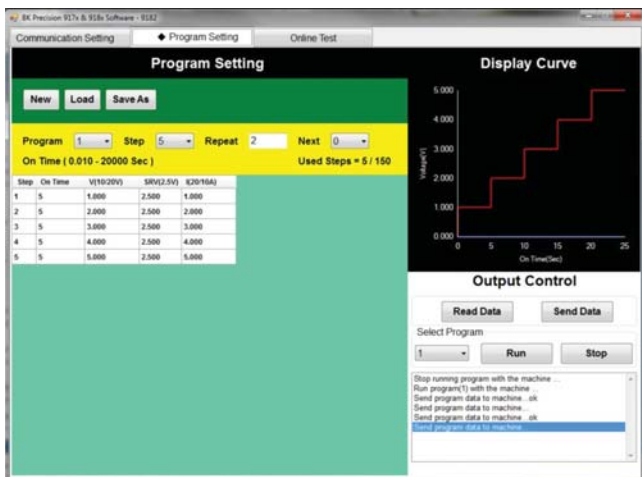 BK Precision 917x & 918x Software - 9182
Communication Setting ◆ Program Setting Online Test
Program Setting
New Load Save As
Program 1 Step 5 Repeat 2 Next 0
On Time ( 0.010 - 20000 Sec ) Used Steps = 5 / 150
Step On Time V(10/20V) SRV(2.5V) I(20/10A)
1 5 1.000 2.500 1.000
2 5 2.000 2.500 2.000
3 5 3.000 2.500 3.000
4 5 4.000 2.500 4.000
5 5 5.000 2.500 5.000
Display Curve
5.000
4.000
3.000
2.000
1.000
0.000
Voltage(V)
0 5 10 15 20 25
On Time(Sec)
Output Control
Read Data Send Data
Select Program
1 Run Stop
Stop running program with the machine ...
Run program(1) with the machine ...
Send program data to machine...ok
Send program data to machine...
Send program data to machine...ok
Send program data to machine...